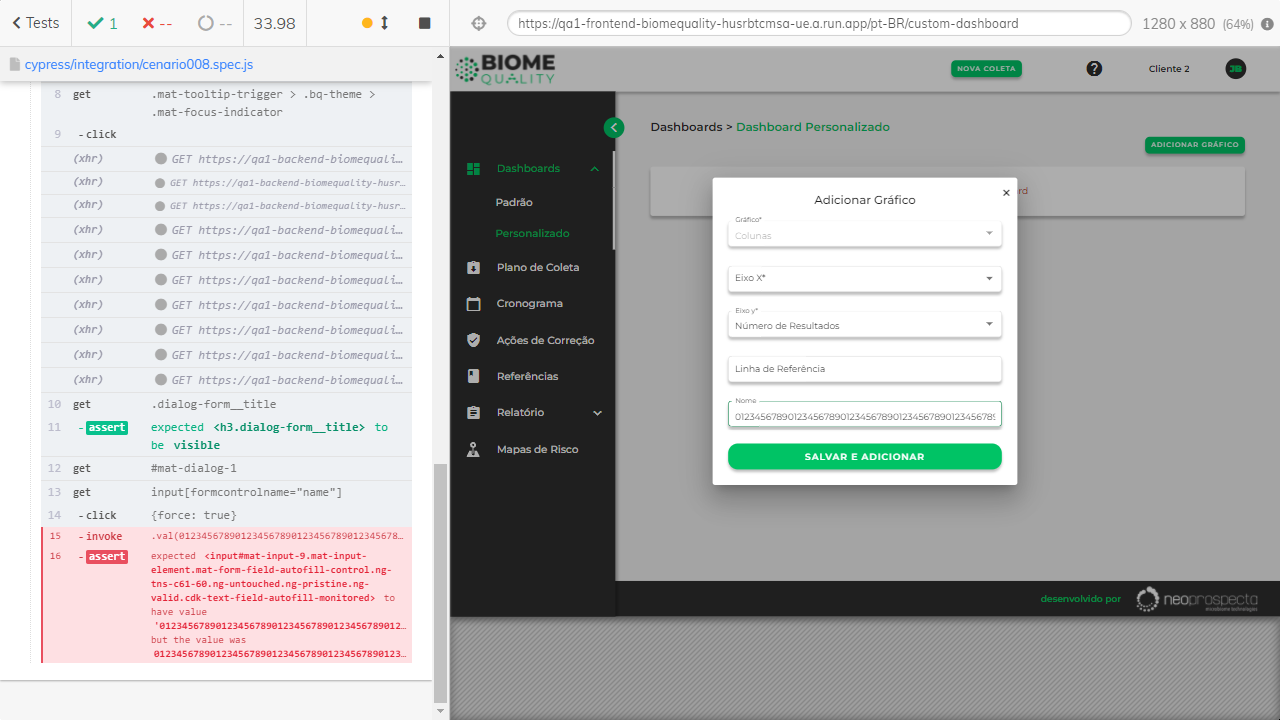 Tests
1
--
--
33.98
https://qa1-frontend-biomequality-husrbtcmsa-ue.a.run.app/pt-BR/custom-dashboard
1280 x 880 (64%)
cypress/integration/cenario008.spec.js
8 get .mat-tooltip-trigger > .bq-theme >
.mat-focus-indicator
9 -click
(xhr) GET https://qa1-backend-biomequali…
(xhr) GET https://qa1-backend-biomequality-husr…
(xhr) GET https://qa1-backend-biomequality-husr…
(xhr) GET https://qa1-backend-biomequali…
(xhr) GET https://qa1-backend-biomequali…
(xhr) GET https://qa1-backend-biomequali…
(xhr) GET https://qa1-backend-biomequali…
(xhr) GET https://qa1-backend-biomequali…
(xhr) GET https://qa1-backend-biomequali…
(xhr) GET https://qa1-backend-biomequali…
10 get .dialog-form__title
11 -assert expected <h3.dialog-form__title> to
be visible
12 get #mat-dialog-1
13 get input[formcontrolname="name"]
14 -click {force: true}
15 -invoke .val(012345678901234567890123456789012345678…
16 -assert expected <input#mat-input-9.mat-input-
element.mat-form-field-autofill-control.ng-
tns-c61-60.ng-untouched.ng-pristine.ng-
valid.cdk-text-field-autofill-monitored> to
have value
'0123456789012345678901234567890123456789012…
but the value was
01234567890123456789012345678901234567890123…
BIOME
QUALITY
NOVA COLETA
?
Cliente 2
JB
Dashboards
Padrão
Personalizado
Plano de Coleta
Cronograma
Ações de Correção
Referências
Relatório
Mapas de Risco
Dashboards > Dashboard Personalizado
ADICIONAR GRÁFICO
Adicionar Gráfico
×
Gráfico*
Colunas
Eixo X*
Eixo y*
Número de Resultados
Linha de Referência
Nome
0123456789012345678901234567890123456789012345678901234567895
SALVAR E ADICIONAR
desenvolvido por
neoprospecta